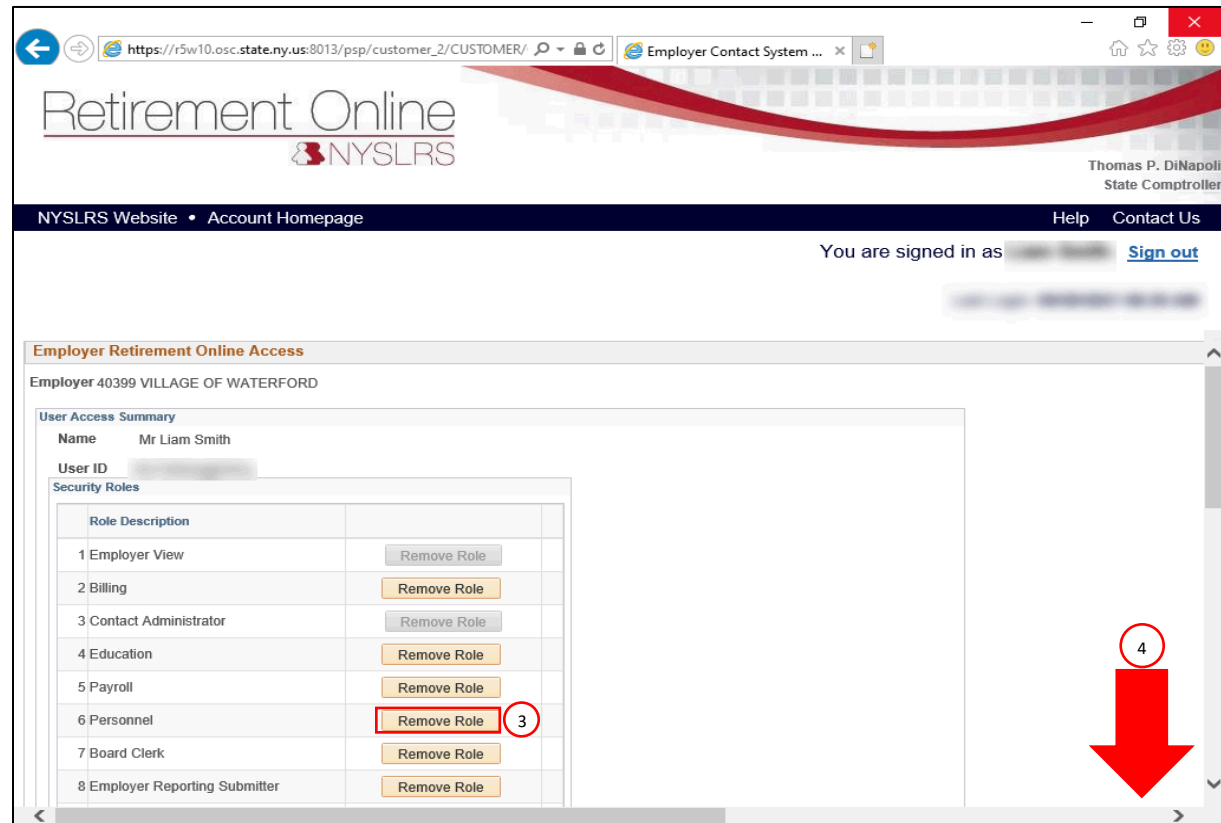 https://r5w10.osc.state.ny.us:8013/psp/customer_2/CUSTOMER/
Employer Contact System ...
Retirement Online
NYSLRS
Thomas P. DiNapoli
State Comptroller
NYSLRS Website • Account Homepage Help Contact Us
You are signed in as Sign out
Employer Retirement Online Access
Employer 40399 VILLAGE OF WATERFORD
User Access Summary
Name Mr Liam Smith
User ID
Security Roles
Role Description
1 Employer View Remove Role
2 Billing Remove Role
3 Contact Administrator Remove Role
4 Education Remove Role
5 Payroll Remove Role
6 Personnel Remove Role 3
7 Board Clerk Remove Role
8 Employer Reporting Submitter Remove Role
4